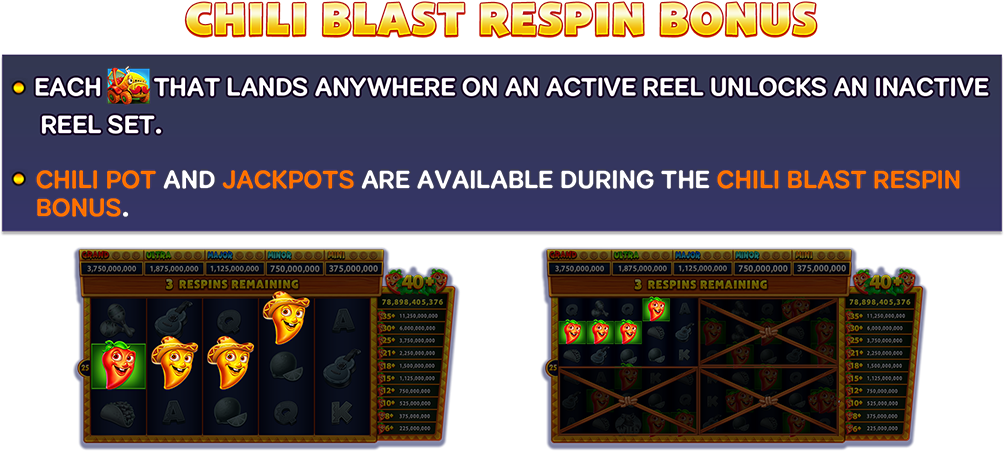 CHILI BLAST RESPIN BONUS
EACH THAT LANDS ANYWHERE ON AN ACTIVE REEL UNLOCKS AN INACTIVE
REEL SET.
CHILI POT AND JACKPOTS ARE AVAILABLE DURING THE CHILI BLAST RESPIN
BONUS.
GRAND ULTRA MAJOR MINOR MINI
3,750,000,000 1,875,000,000 1,125,000,000 750,000,000 375,000,000
3 RESPINS REMAINING
40+
78,898,405,376
35+ 11,250,000,000
30+ 6,000,000,000
25+ 3,750,000,000
21+ 2,250,000,000
18+ 1,500,000,000
15+ 1,125,000,000
12+ 750,000,000
10+ 525,000,000
8+ 375,000,000
6+ 225,000,000
25
Q A
A Q K
GRAND ULTRA MAJOR MINOR MINI
3,750,000,000 1,875,000,000 1,125,000,000 750,000,000 375,000,000
3 RESPINS REMAINING
40+
78,898,405,376
35+ 11,250,000,000
30+ 6,000,000,000
25+ 3,750,000,000
21+ 2,250,000,000
18+ 1,500,000,000
15+ 1,125,000,000
12+ 750,000,000
10+ 525,000,000
8+ 375,000,000
6+ 225,000,000
25
Q A
K